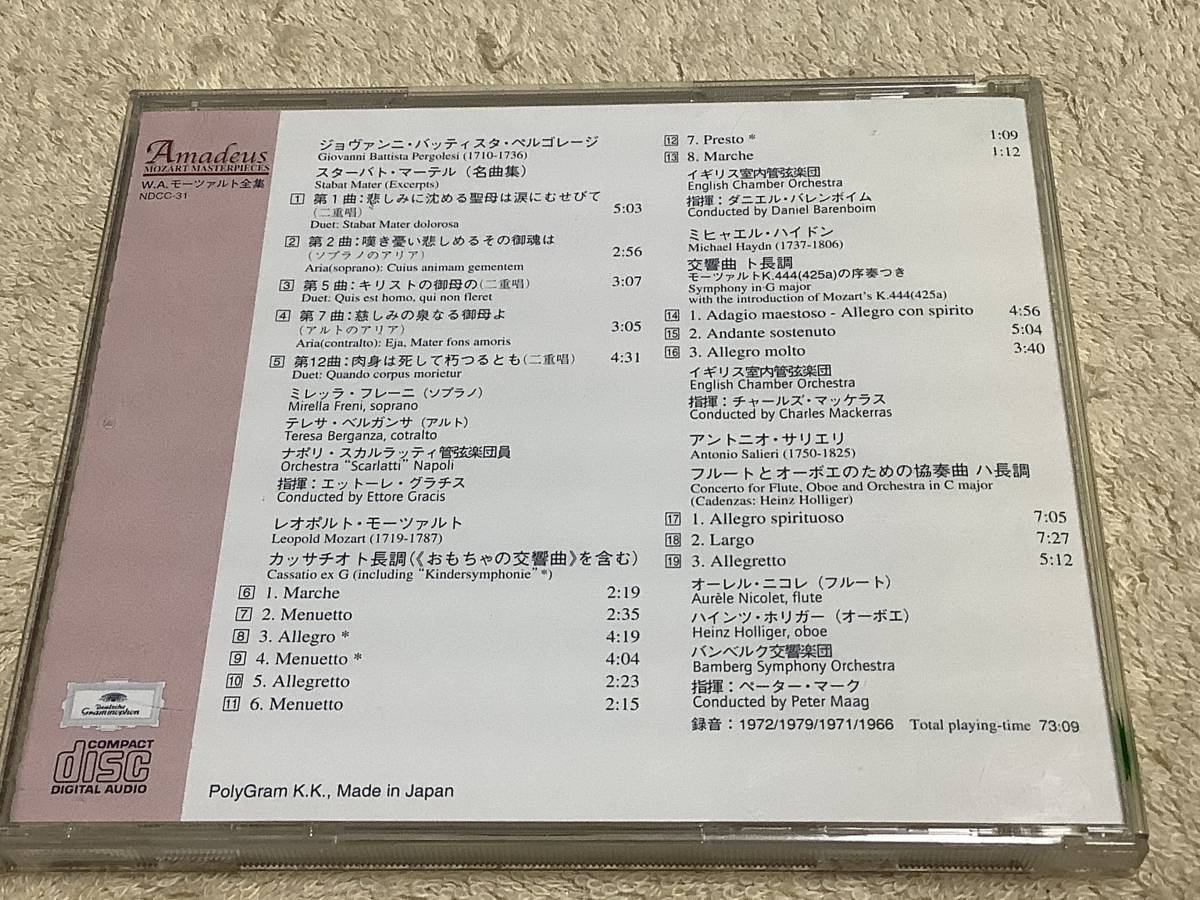 Amadeus
MOZART MASTERPIECES
W.A.モーツァルト全集
NDCC-31
ジョヴァンニ・バッティスタ・ペルゴレージ
Giovanni Battista Pergolesi (1710-1736)
スターバト・マーテル（名曲集）
Stabat Mater (Excerpts)
1 第1曲：悲しみに沈める聖母は涙にむせびて
（二重唱） 5:03
Duet: Stabat Mater dolorosa
2 第2曲：嘆き憂い悲しめるその御魂は
（ソプラノのアリア） 2:56
Aria(soprano): Cuius animam gementem
3 第5曲：キリストの御母の（二重唱） 3:07
Duet: Quis est homo, qui non fleret
4 第7曲：慈しみの泉なる御母よ
（アルトのアリア） 3:05
Aria(contralto): Eja, Mater fons amoris
5 第12曲：肉身は死して朽つるとも（二重唱） 4:31
Duet: Quando corpus morietur
ミレッラ・フレーニ（ソプラノ）
Mirella Freni, soprano
テレサ・ベルガンサ（アルト）
Teresa Berganza, cotralto
ナポリ・スカルラッティ管弦楽団員
Orchestra "Scarlatti" Napoli
指揮：エットーレ・グラチス
Conducted by Ettore Gracis
レオポルト・モーツァルト
Leopold Mozart (1719-1787)
カッサチオト長調（《おもちゃの交響曲》を含む）
Cassatio ex G (including "Kindersymphonie"*)
6 1. Marche 2:19
7 2. Menuetto 2:35
8 3. Allegro * 4:19
9 4. Menuetto * 4:04
10 5. Allegretto 2:23
11 6. Menuetto 2:15
12 7. Presto * 1:09
13 8. Marche 1:12
イギリス室内管弦楽団
English Chamber Orchestra
指揮：ダニエル・バレンボイム
Conducted by Daniel Barenboim
ミヒャエル・ハイドン
Michael Haydn (1737-1806)
交響曲 ト長調
モーツァルトK.444(425a)の序奏つき
Symphony in G major
with the introduction of Mozart's K.444(425a)
14 1. Adagio maestoso - Allegro con spirito 4:56
15 2. Andante sostenuto 5:04
16 3. Allegro molto 3:40
イギリス室内管弦楽団
English Chamber Orchestra
指揮：チャールズ・マッケラス
Conducted by Charles Mackerras
アントニオ・サリエリ
Antonio Salieri (1750-1825)
フルートとオーボエのための協奏曲 ハ長調
Concerto for Flute, Oboe and Orchestra in C major
(Cadenzas: Heinz Holliger)
17 1. Allegro spirituoso 7:05
18 2. Largo 7:27
19 3. Allegretto 5:12
オーレル・ニコレ（フルート）
Aurèle Nicolet, flute
ハインツ・ホリガー（オーボエ）
Heinz Holliger, oboe
バンベルク交響楽団
Bamberg Symphony Orchestra
指揮：ペーター・マーク
Conducted by Peter Maag
録音：1972/1979/1971/1966 Total playing-time 73:09
Deutsche
Grammophon
COMPACT
disc
DIGITAL AUDIO
PolyGram K.K., Made in Japan